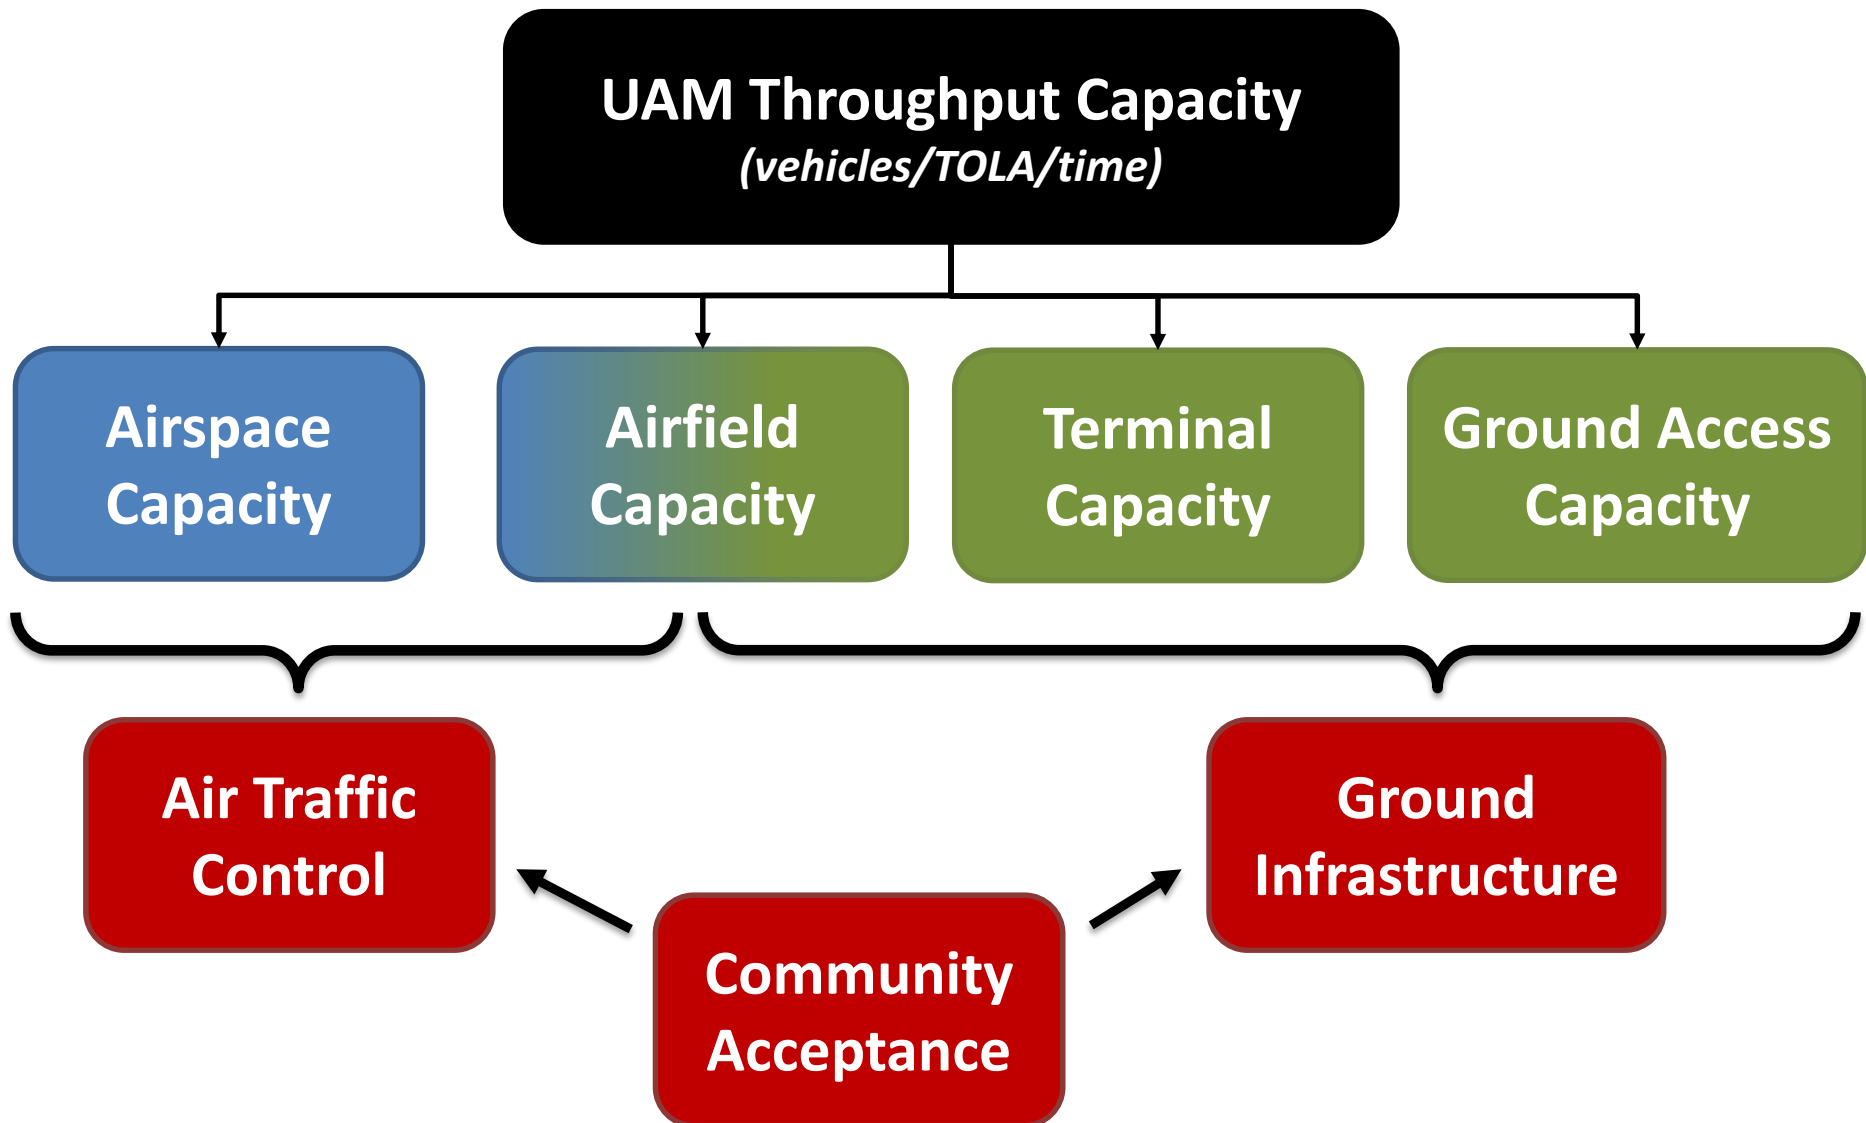 UAM Throughput Capacity
(vehicles/TOLA/time)
Airspace
Capacity
Airfield
Capacity
Terminal
Capacity
Ground Access
Capacity
Air Traffic
Control
Ground
Infrastructure
Community
Acceptance